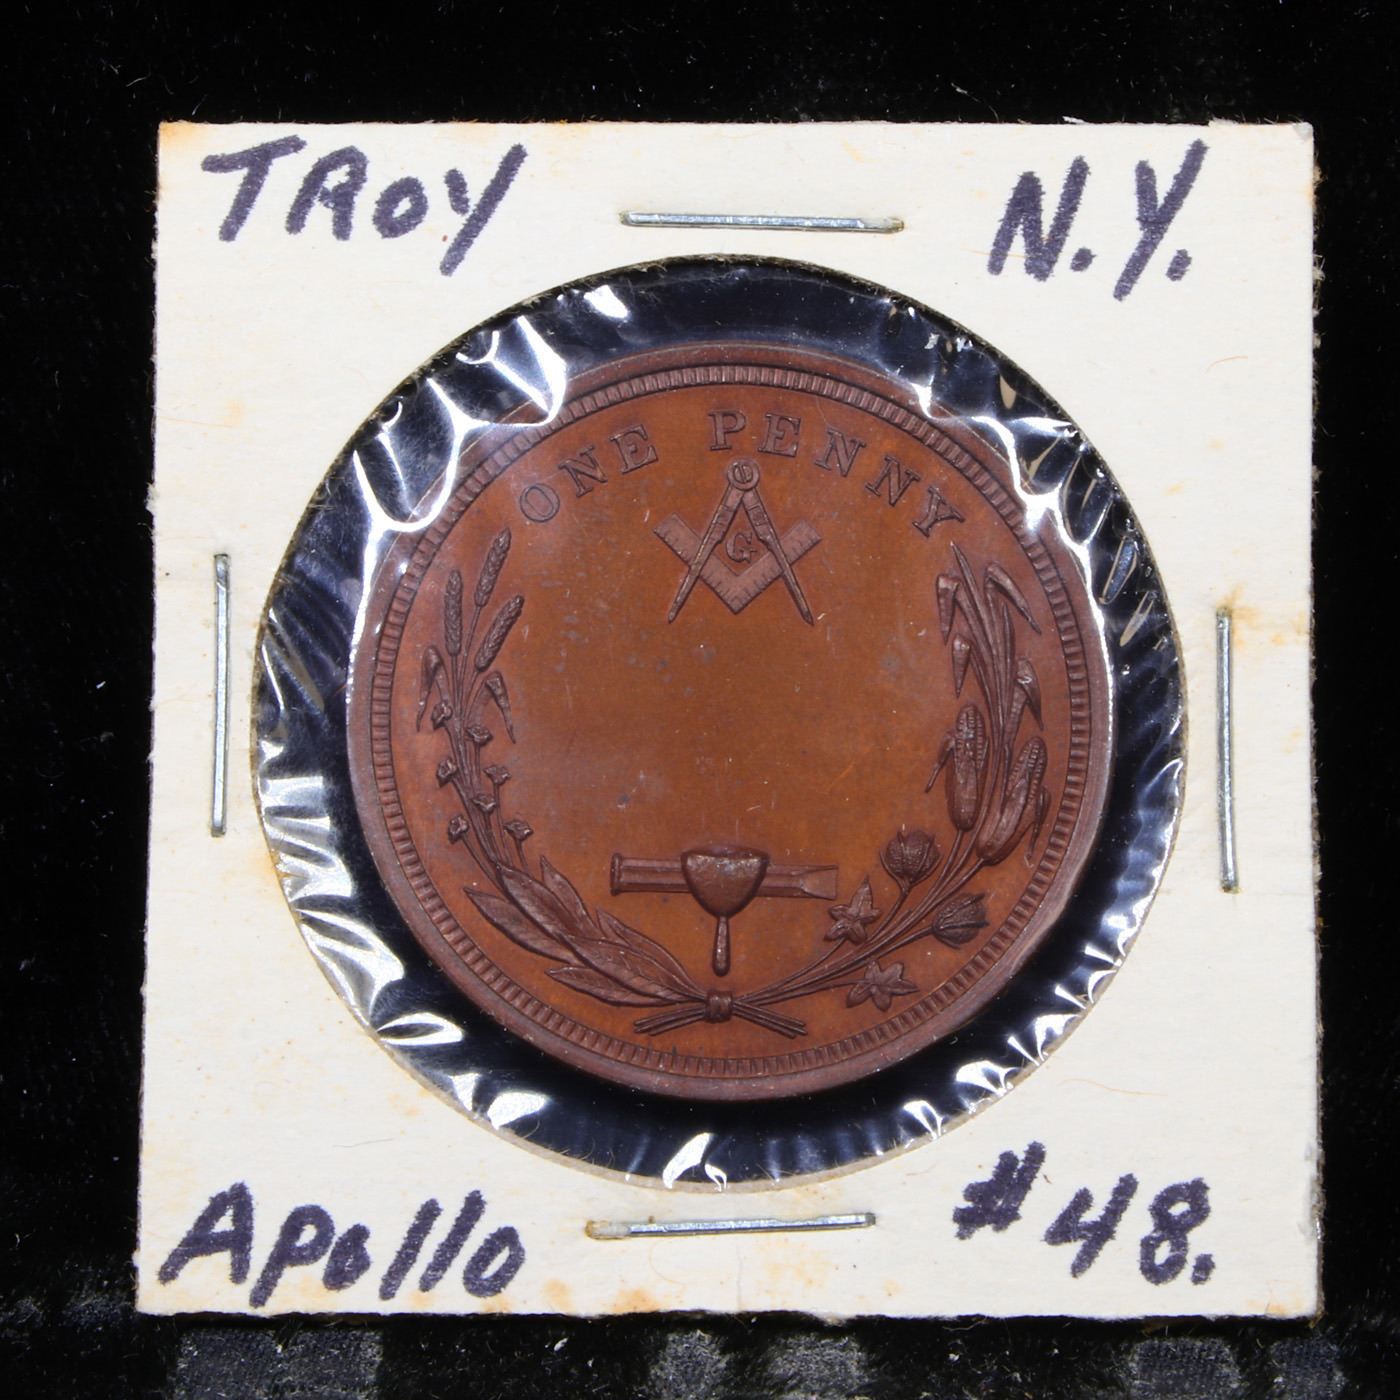 TROY N.Y.
ONE PENNY
G
Apollo #48.